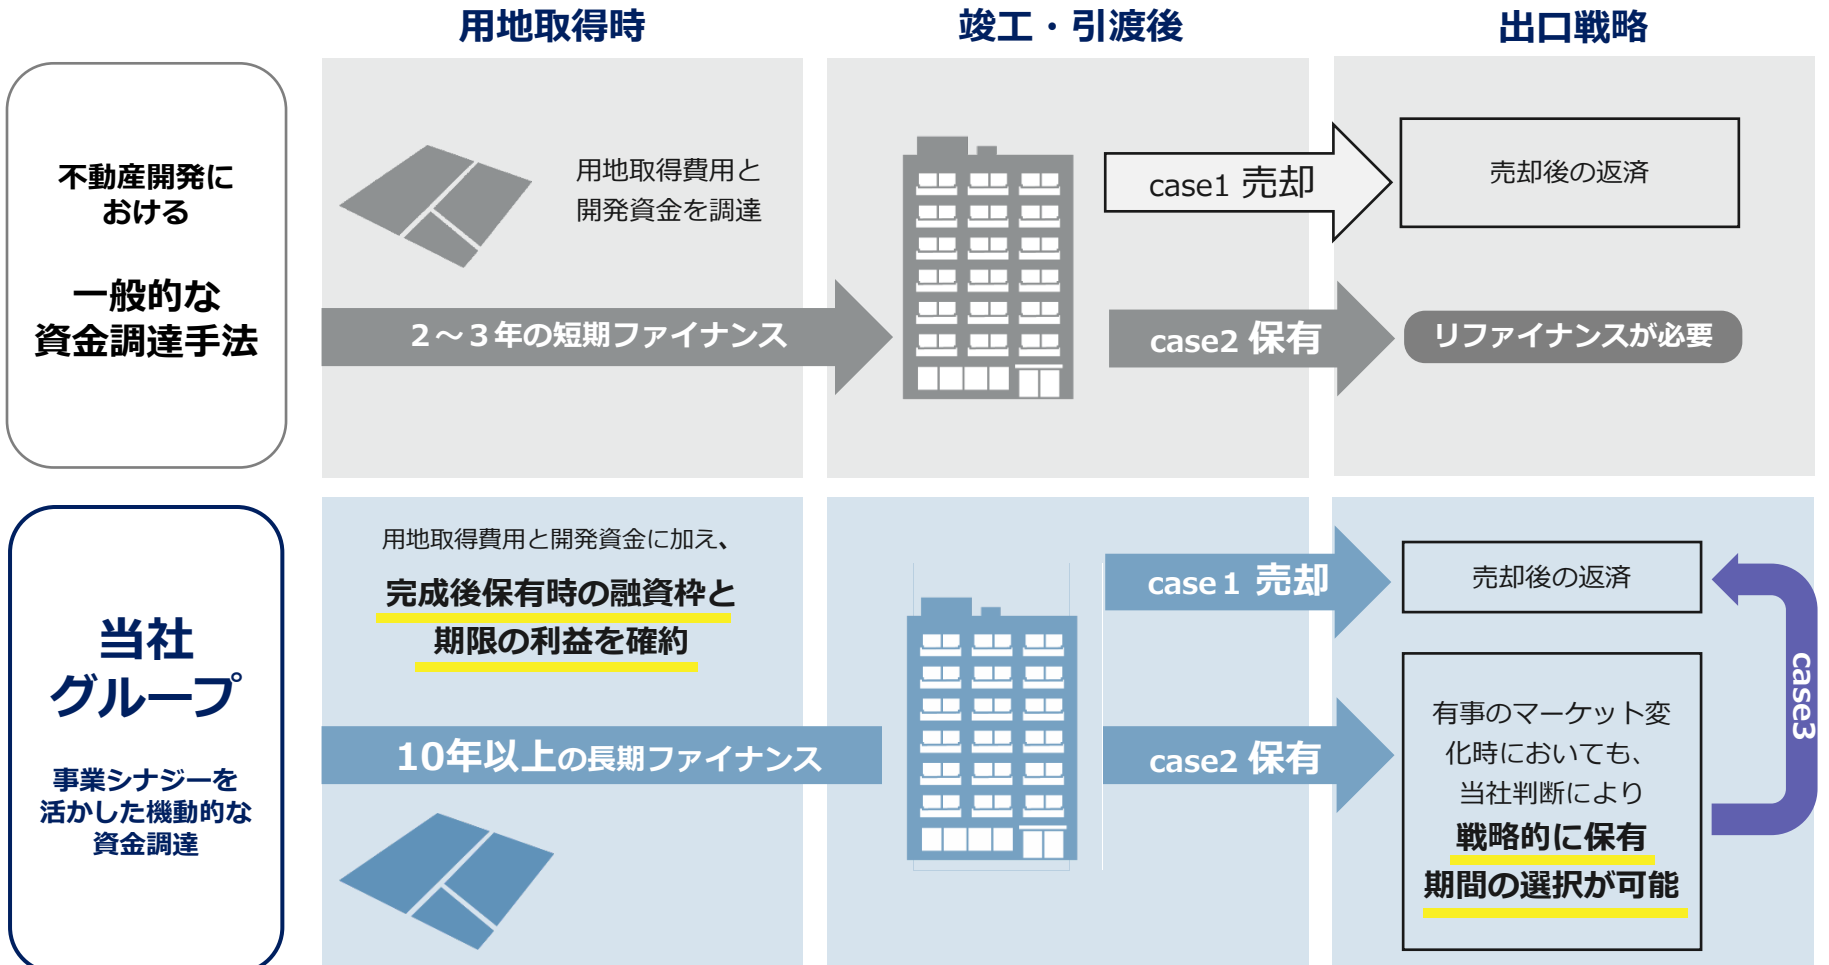 用地取得時
竣工・引渡後
出口戦略
不動産開発に
おける
一般的な
資金調達手法
用地取得費用と
開発資金を調達
2～3年の短期ファイナンス
case1 売却
売却後の返済
case2 保有
リファイナンスが必要
当社
グループ
事業シナジーを
活かした機動的な
資金調達
用地取得費用と開発資金に加え、
完成後保有時の融資枠と
期限の利益を確約
10年以上の長期ファイナンス
case1 売却
売却後の返済
case2 保有
有事のマーケット変
化時においても、
当社判断により
戦略的に保有
期間の選択が可能
case3